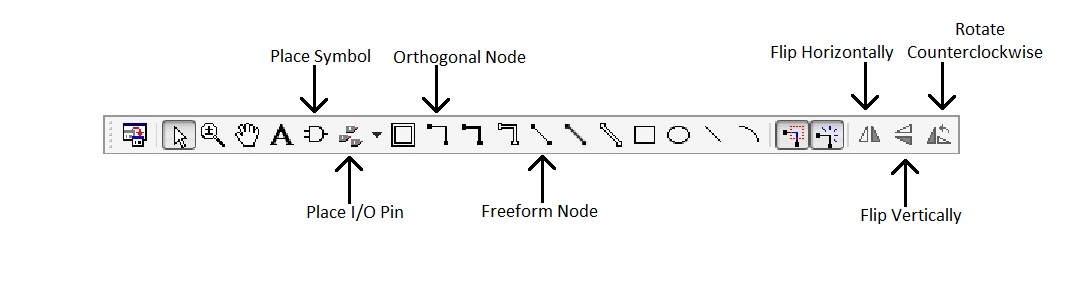 Rotate
Place Symbol
Orthogonal Node
Flip Horizontally
Counterclockwise
A
Place I/O Pin
Freeform Node
Flip Vertically